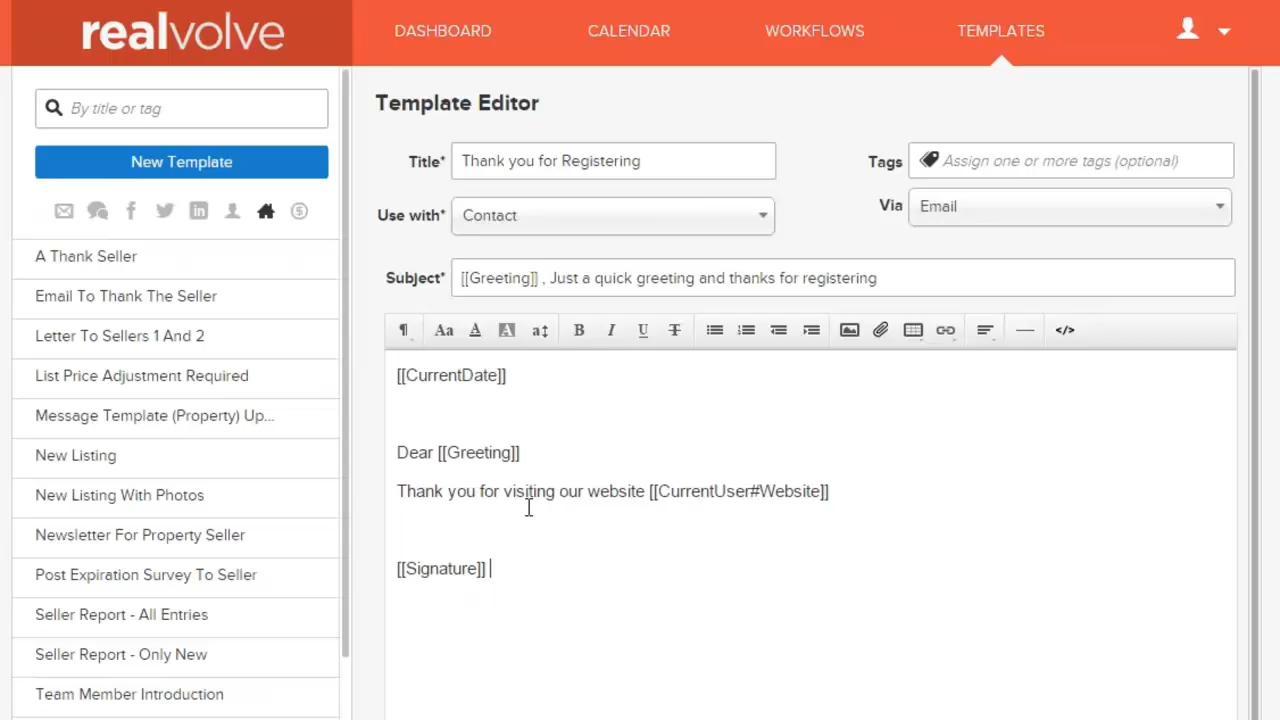 realvolve
DASHBOARD
CALENDAR
WORKFLOWS
TEMPLATES
By title or tag
New Template
A Thank Seller
Email To Thank The Seller
Letter To Sellers 1 And 2
List Price Adjustment Required
Message Template (Property) Up...
New Listing
New Listing With Photos
Newsletter For Property Seller
Post Expiration Survey To Seller
Seller Report - All Entries
Seller Report - Only New
Team Member Introduction
Template Editor
Title* Thank you for Registering
Tags Assign one or more tags (optional)
Use with* Contact
Via Email
Subject* [[Greeting]] , Just a quick greeting and thanks for registering
¶ Aa A A a B I U T </>
[[CurrentDate]]
Dear [[Greeting]]
Thank you for visiting our website [[CurrentUser#Website]]
[[Signature]]